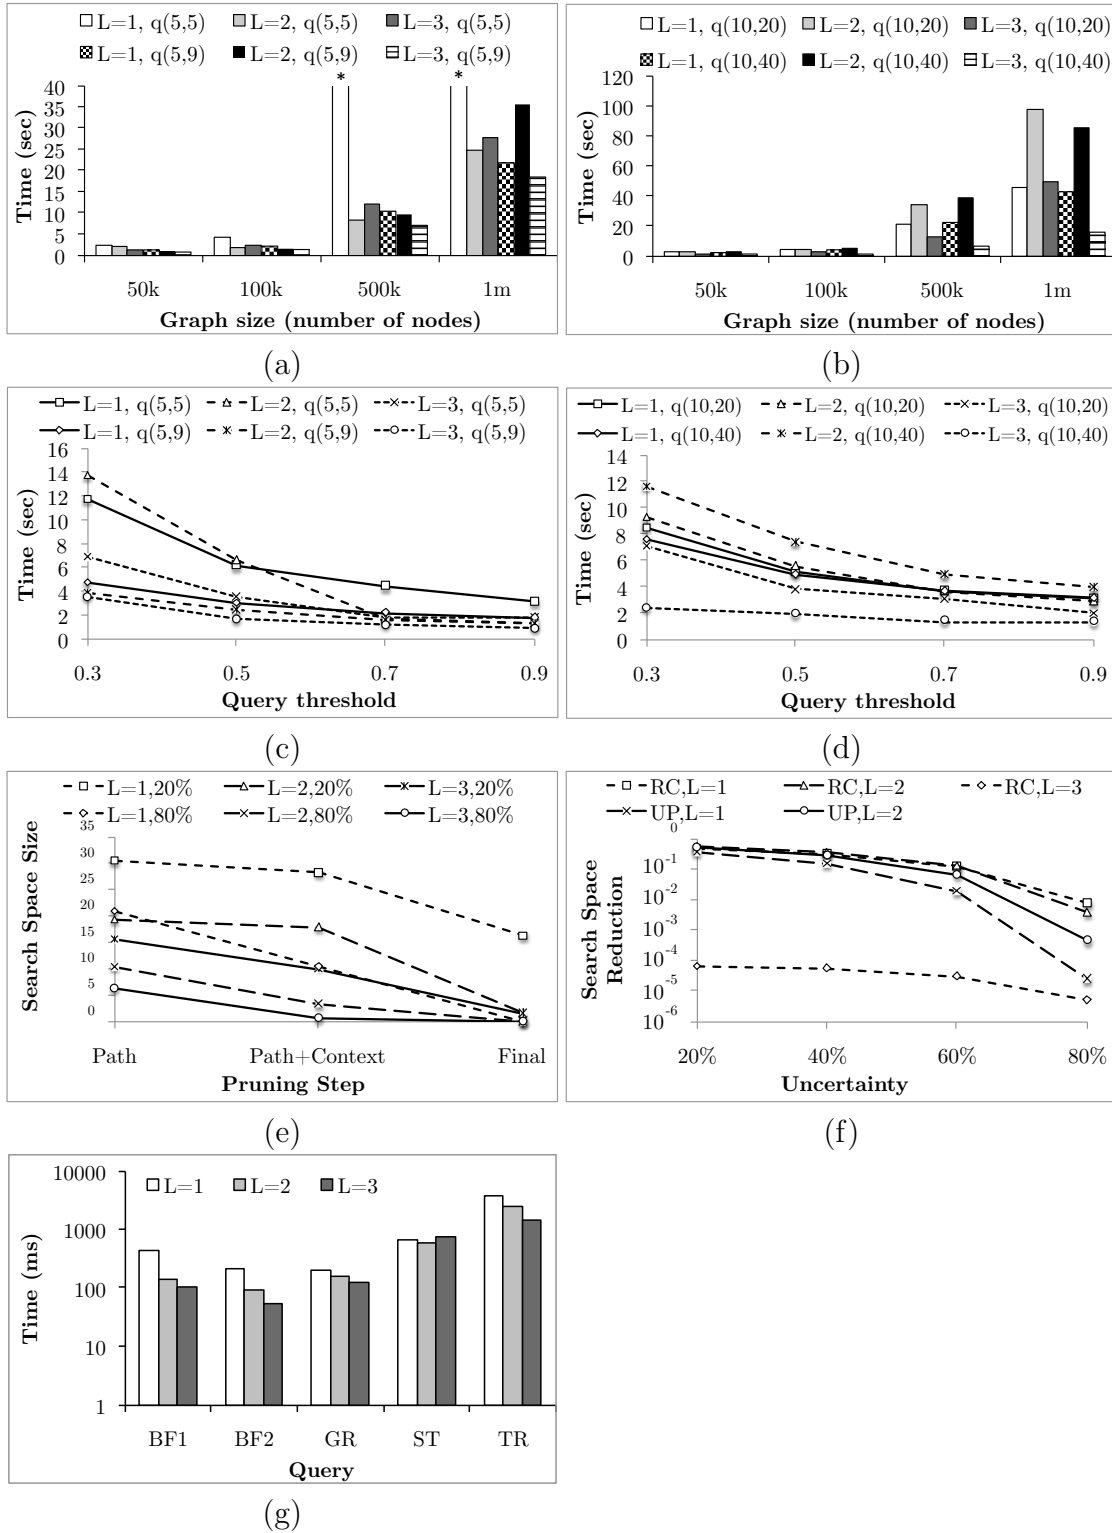 L=1, q(5,5) L=2, q(5,5) L=3, q(5,5)
L=1, q(5,9) L=2, q(5,9) L=3, q(5,9)
* *
40
35
30
25
20
15
10
5
0
Time (sec)
50k 100k 500k 1m
Graph size (number of nodes)
(a)
L=1, q(10,20) L=2, q(10,20) L=3, q(10,20)
L=1, q(10,40) L=2, q(10,40) L=3, q(10,40)
120
100
80
60
40
20
0
Time (sec)
50k 100k 500k 1m
Graph size (number of nodes)
(b)
L=1, q(5,5) L=2, q(5,5) L=3, q(5,5)
L=1, q(5,9) L=2, q(5,9) L=3, q(5,9)
16
14
12
10
8
6
4
2
0
Time (sec)
0.3 0.5 0.7 0.9
Query threshold
(c)
L=1, q(10,20) L=2, q(10,20) L=3, q(10,20)
L=1, q(10,40) L=2, q(10,40) L=3, q(10,40)
14
12
10
8
6
4
2
0
Time (sec)
0.3 0.5 0.7 0.9
Query threshold
(d)
L=1,20% L=2,20% L=3,20%
L=1,80% L=2,80% L=3,80%
35
30
25
20
15
10
5
0
Search Space Size
Path Path+Context Final
Pruning Step
(e)
RC,L=1 RC,L=2 RC,L=3
UP,L=1 UP,L=2
0
10-1
10-2
10-3
10-4
10-5
10-6
Search Space
Reduction
20% 40% 60% 80%
Uncertainty
(f)
L=1 L=2 L=3
10000
1000
100
10
1
Time (ms)
BF1 BF2 GR ST TR
Query
(g)